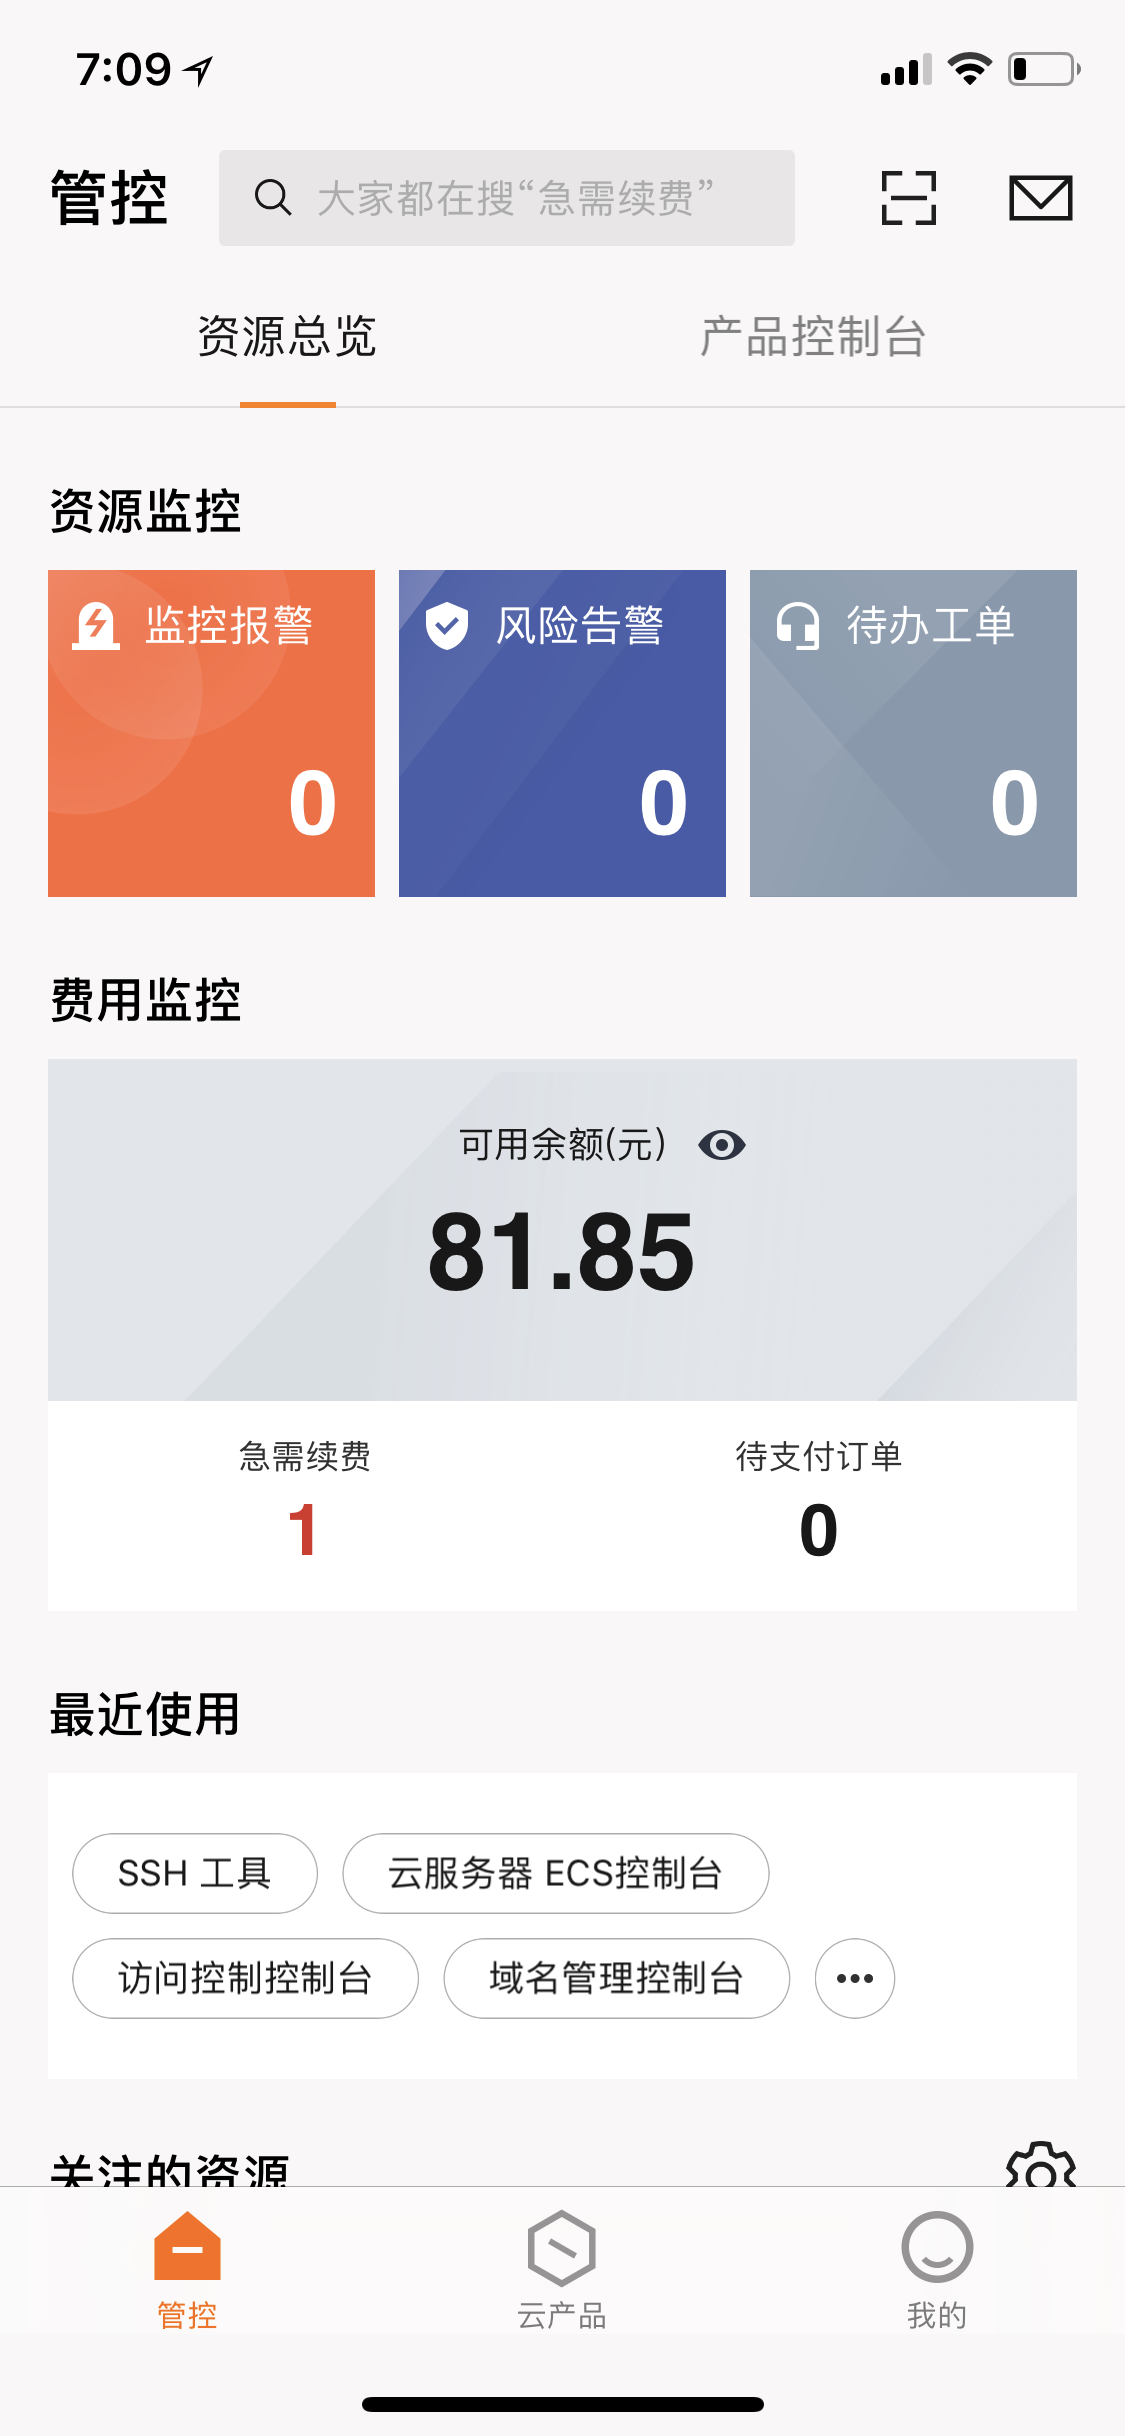 7:09
管控
大家都在搜“急需续费”
资源总览
产品控制台
资源监控
监控报警
0
风险告警
0
待办工单
0
费用监控
可用余额(元)
81.85
急需续费
1
待支付订单
0
最近使用
SSH 工具
云服务器 ECS控制台
访问控制控制台
域名管理控制台
关注的资源
管控
云产品
我的